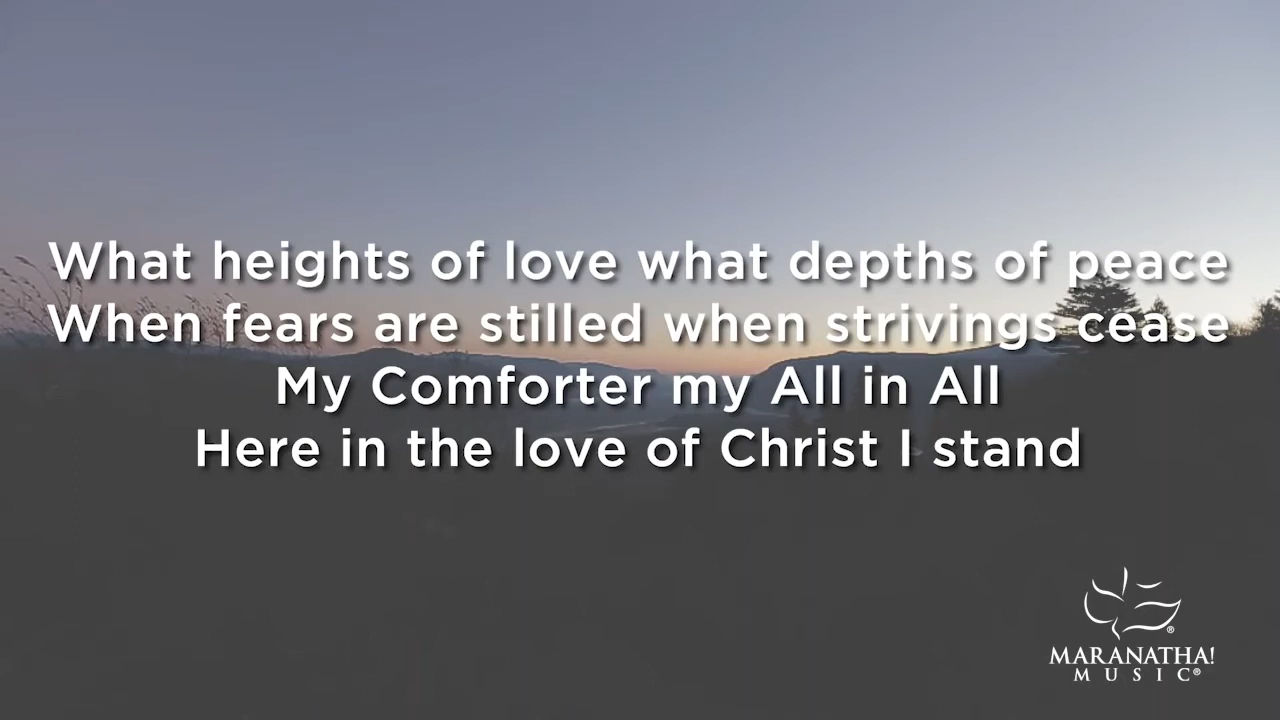 What heights of love what depths of peace
When fears are stilled when strivings cease
My Comforter my All in All
Here in the love of Christ I stand
MARANATHA!
MUSIC®